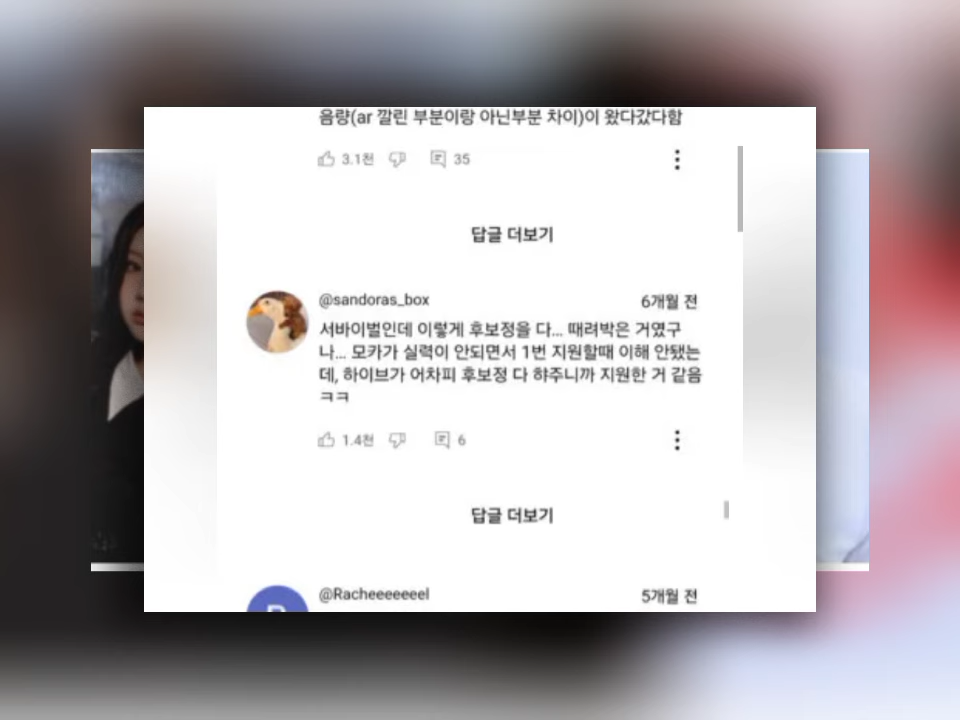 음량(ar 깔린 부분이랑 아닌부분 차이)이 왔다갔다함
3.1천 35
답글 더보기
@sandoras_box 6개월 전
서바이벌인데 이렇게 후보정을 다... 때려박은 거였구
나... 모카가 실력이 안되면서 1번 지원할때 이해 안됐는
데, 하이브가 어차피 후보정 다 햐주니까 지원한 거 같음
ㅋㅋ
1.4천 6
답글 더보기
@Racheeeeeeel 5개월 전